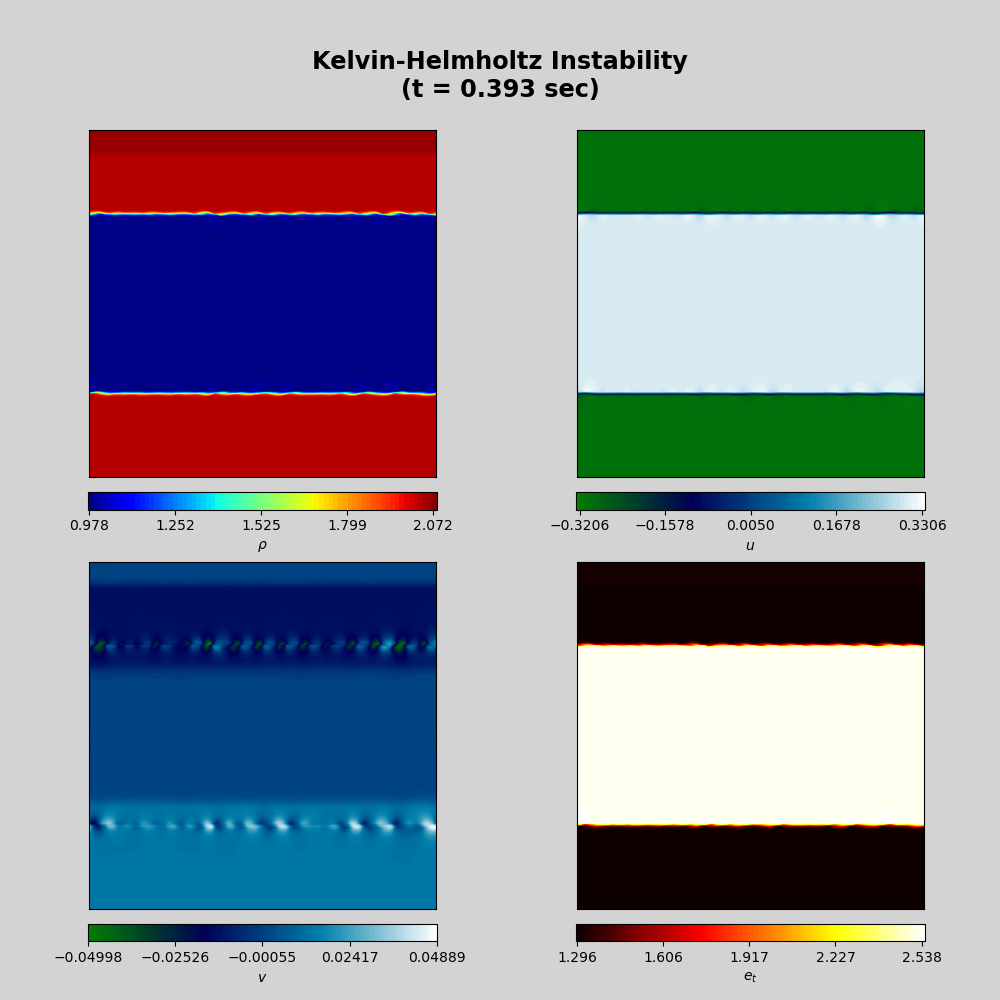 Kelvin-Helmholtz Instability
(t = 0.393 sec)
0.978 1.252 1.525 1.799 2.072
ρ
−0.3206 −0.1578 0.0050 0.1678 0.3306
u
−0.04998 −0.02526 −0.00055 0.02417 0.04889
v
1.296 1.606 1.917 2.227 2.538
eₜ